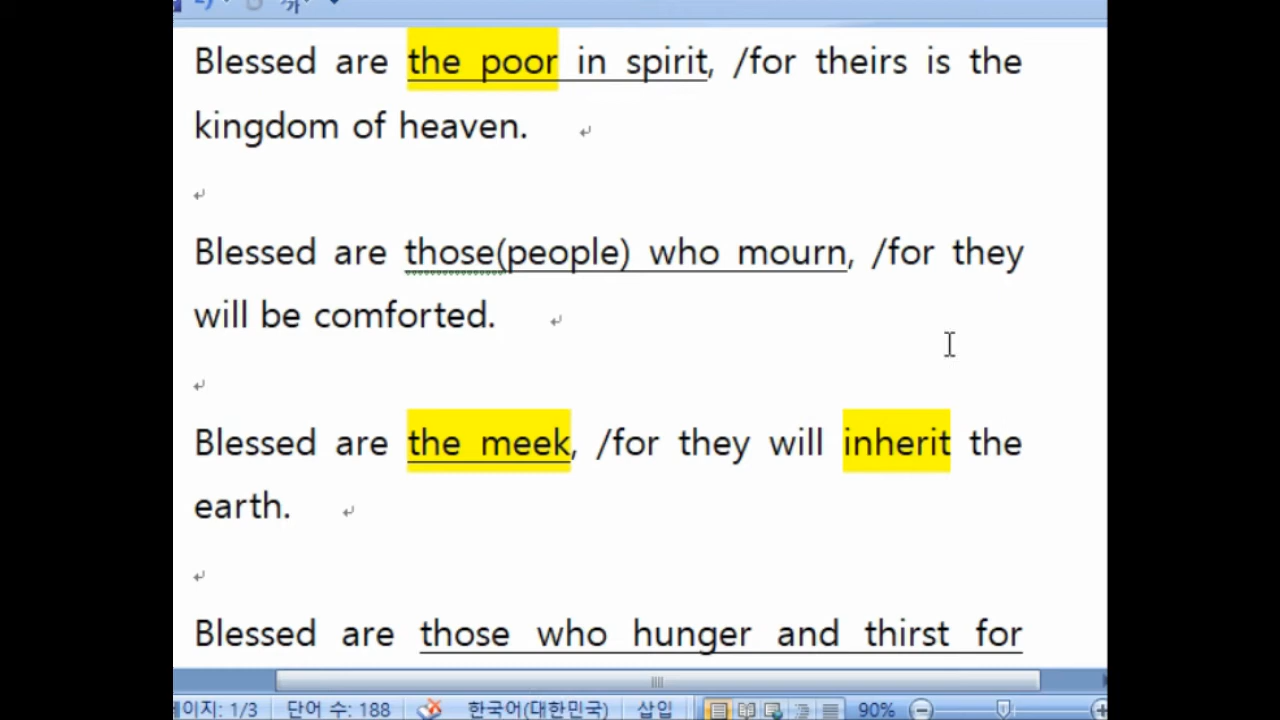 Blessed are the poor in spirit, /for theirs is the
kingdom of heaven.
Blessed are those(people) who mourn, /for they
will be comforted.
Blessed are the meek, /for they will inherit the
earth.
Blessed are those who hunger and thirst for
이지: 1/3 단어 수: 188 한국어(대한민국) 삽입 90%